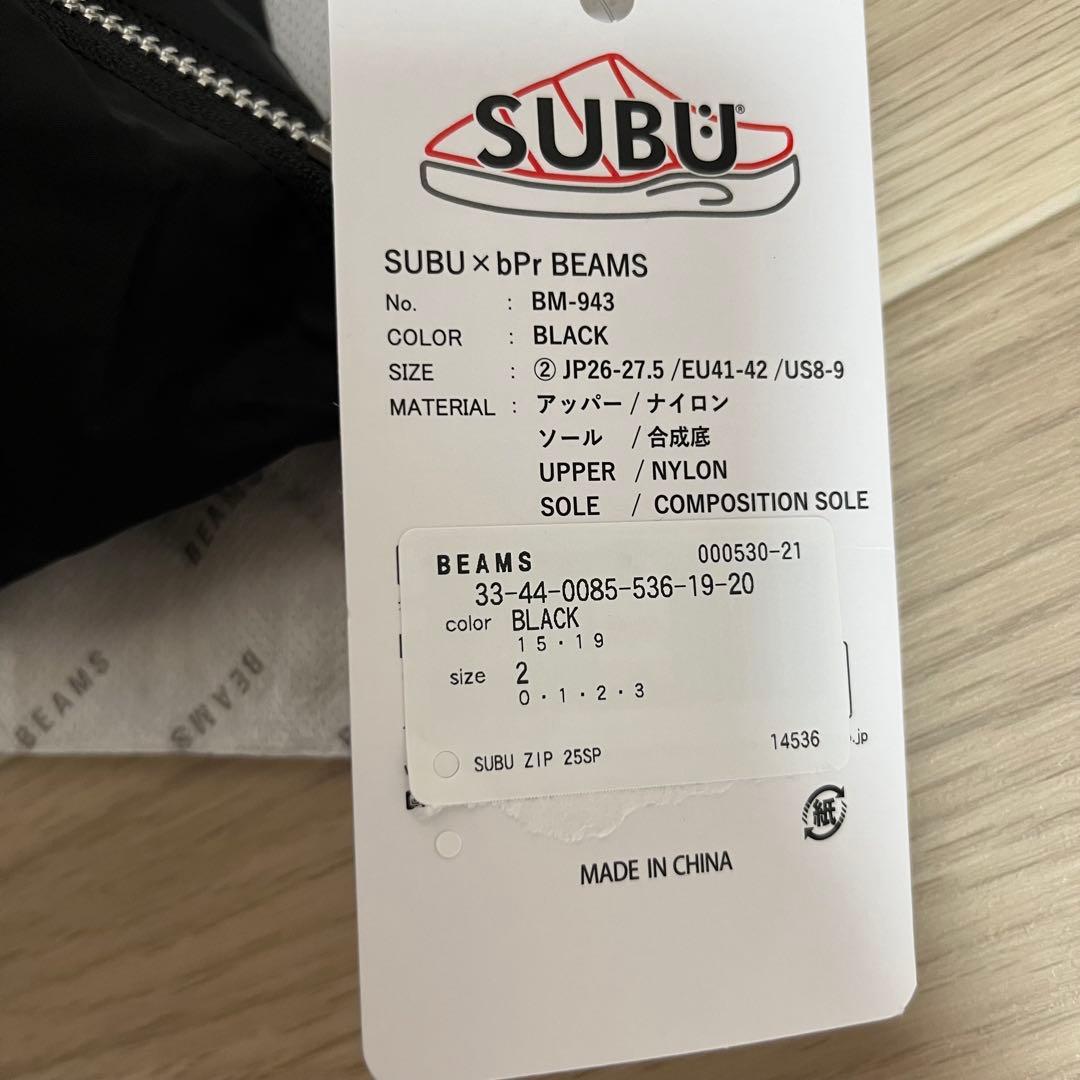 SUBÜ®
SUBU×bPr BEAMS
No. : BM-943
COLOR : BLACK
SIZE : ② JP26-27.5 /EU41-42 /US8-9
MATERIAL : アッパー / ナイロン
ソール / 合成底
UPPER / NYLON
SOLE / COMPOSITION SOLE
BEAMS 000530-21
33-44-0085-536-19-20
color BLACK
15・19
size 2
0・1・2・3
SUBU ZIP 25SP 14536
.jp
紙
MADE IN CHINA
BEAMS
BEAMS
BEAMS